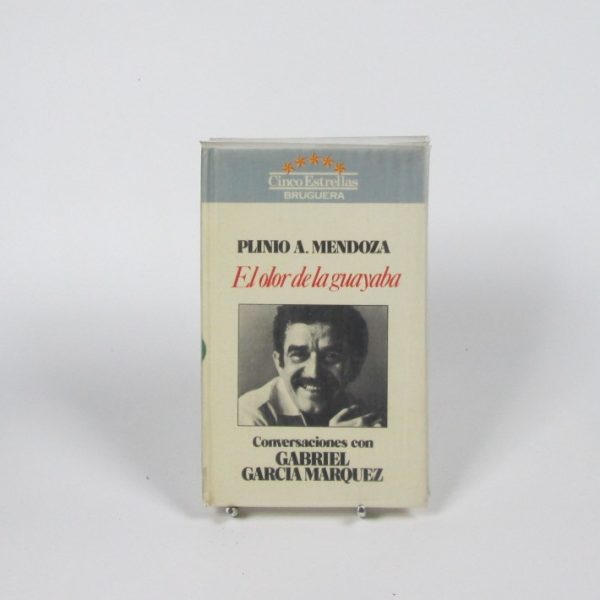 Cinco Estrellas
BRUGUERA
PLINIO A. MENDOZA
El olor de la guayaba
Conversaciones con
GABRIEL
GARCIA MARQUEZ